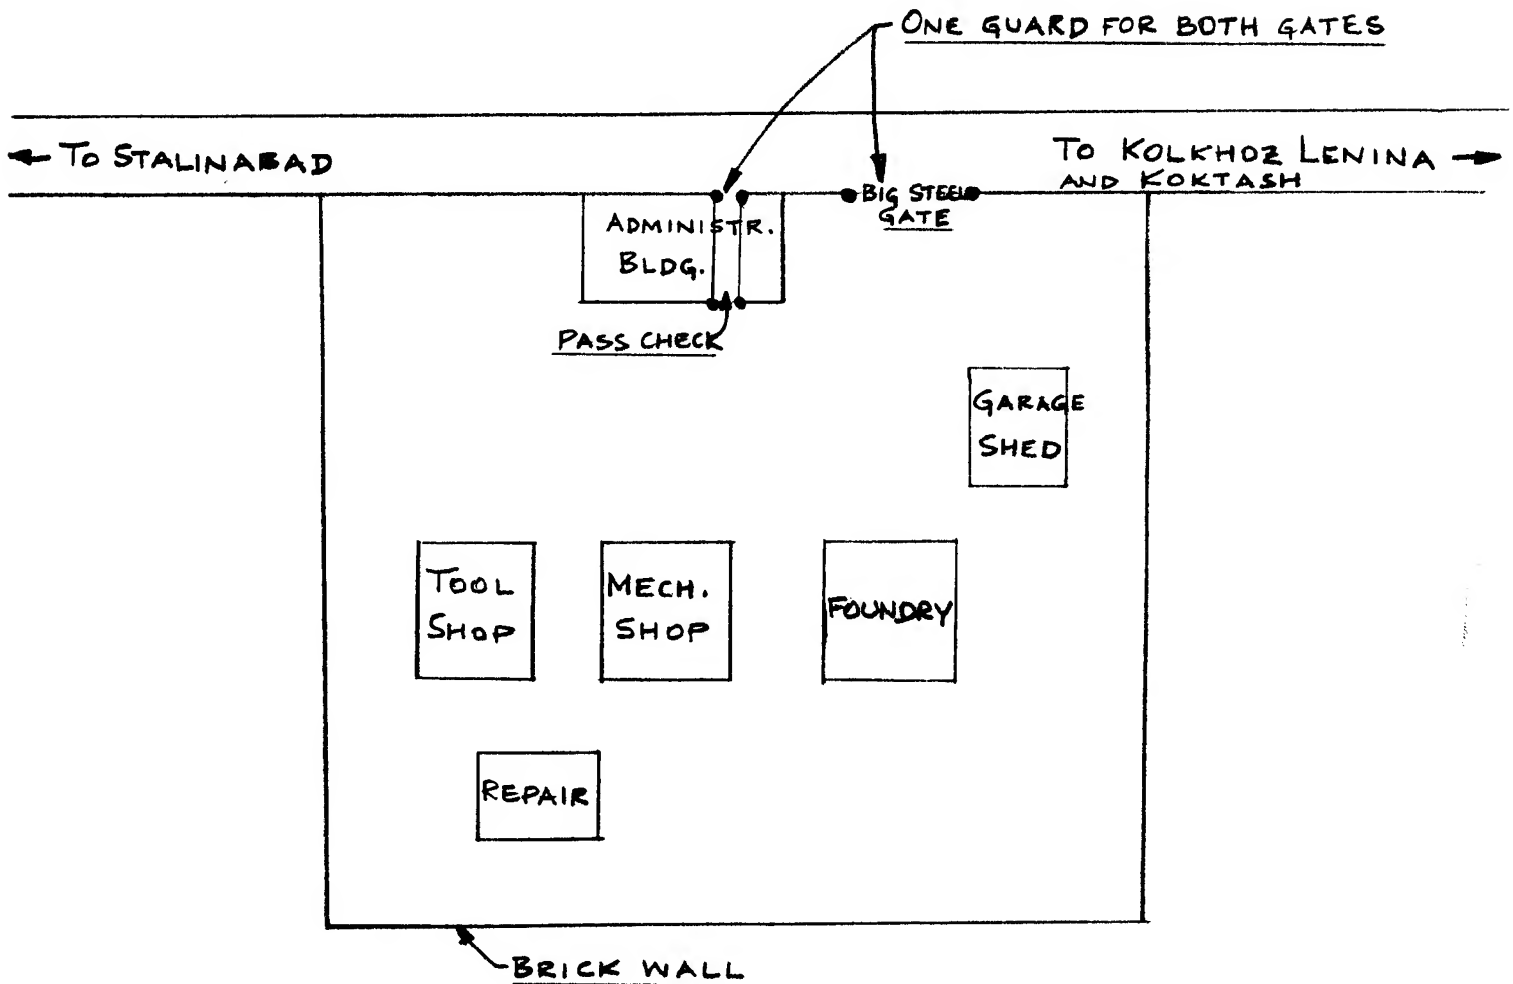 ONE GUARD FOR BOTH GATES
TO STALINABAD
TO KOLKHOZ LENINA
AND KOKTASH
BIG STEEL
GATE
ADMINISTR.
BLDG.
PASS CHECK
GARAGE
SHED
TOOL
SHOP
MECH.
SHOP
FOUNDRY
REPAIR
BRICK WALL